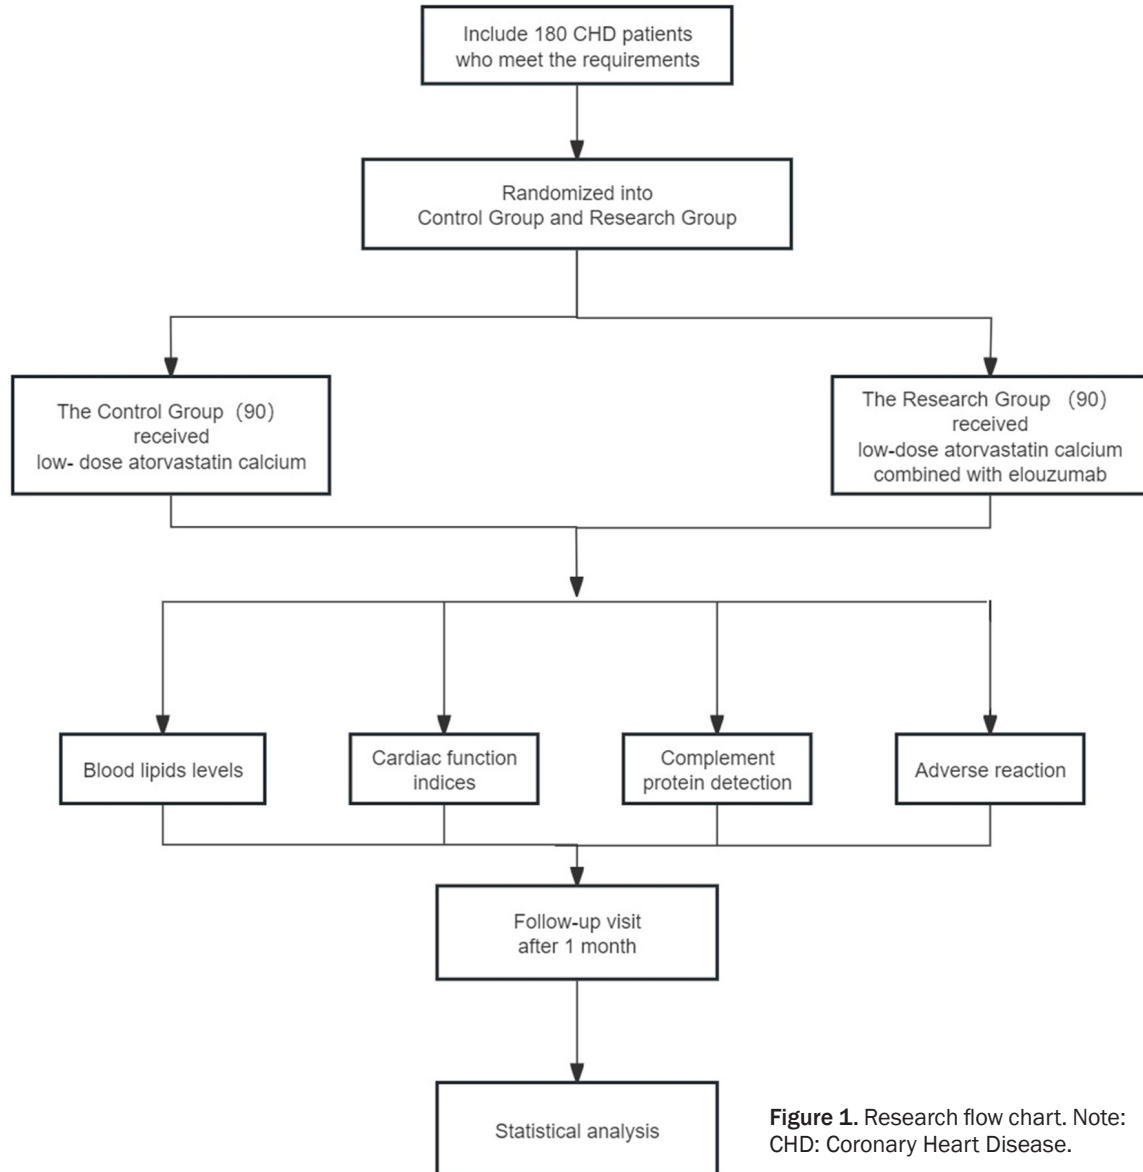 Include 180 CHD patients
who meet the requirements
Randomized into
Control Group and Research Group
The Control Group（90）
received
low- dose atorvastatin calcium
The Research Group （90）
received
low-dose atorvastatin calcium
combined with elouzumab
Blood lipids levels
Cardiac function
indices
Complement
protein detection
Adverse reaction
Follow-up visit
after 1 month
Statistical analysis
Figure 1. Research flow chart. Note:
CHD: Coronary Heart Disease.